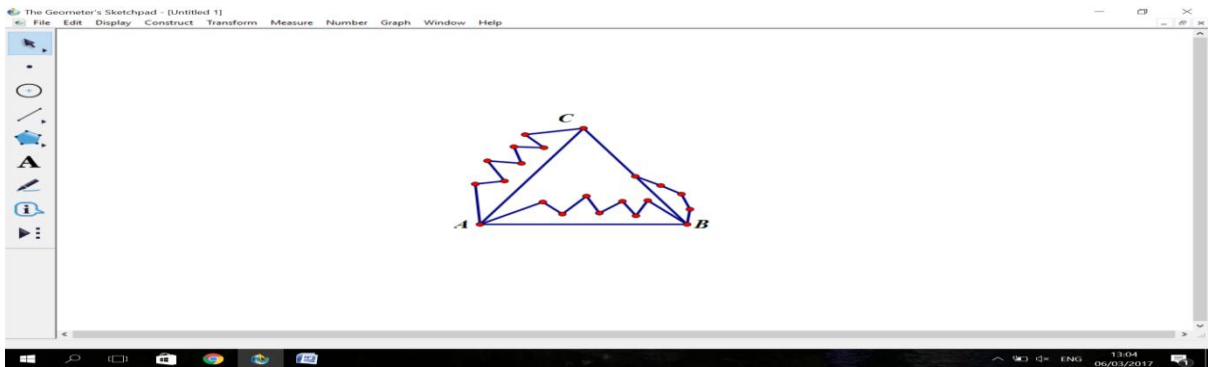 The Geometer's Sketchpad - [Untitled 1]
File Edit Display Construct Transform Measure Number Graph Window Help
A
C
A B
ENG 13:04
06/03/2017